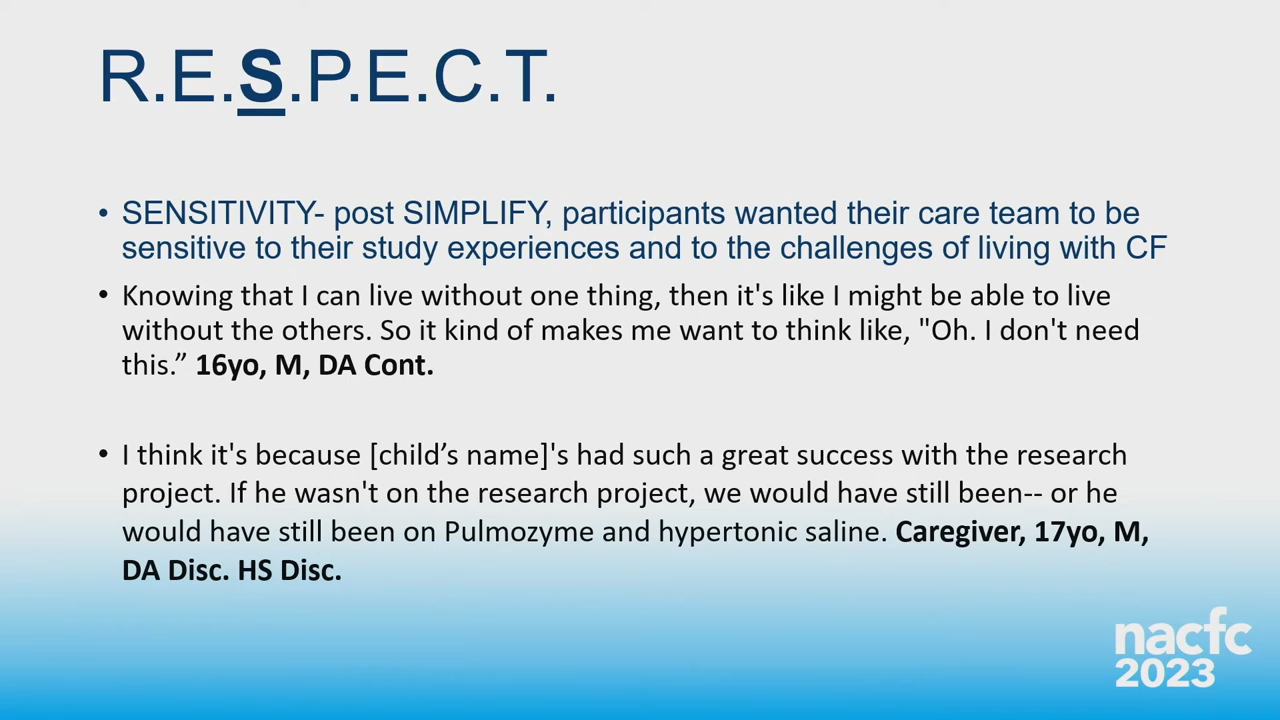 R.E.S.P.E.C.T.
• SENSITIVITY- post SIMPLIFY, participants wanted their care team to be
sensitive to their study experiences and to the challenges of living with CF
• Knowing that I can live without one thing, then it's like I might be able to live
without the others. So it kind of makes me want to think like, "Oh. I don't need
this.” 16yo, M, DA Cont.
• I think it's because [child’s name]'s had such a great success with the research
project. If he wasn't on the research project, we would have still been-- or he
would have still been on Pulmozyme and hypertonic saline. Caregiver, 17yo, M,
DA Disc. HS Disc.
nacfc
2023